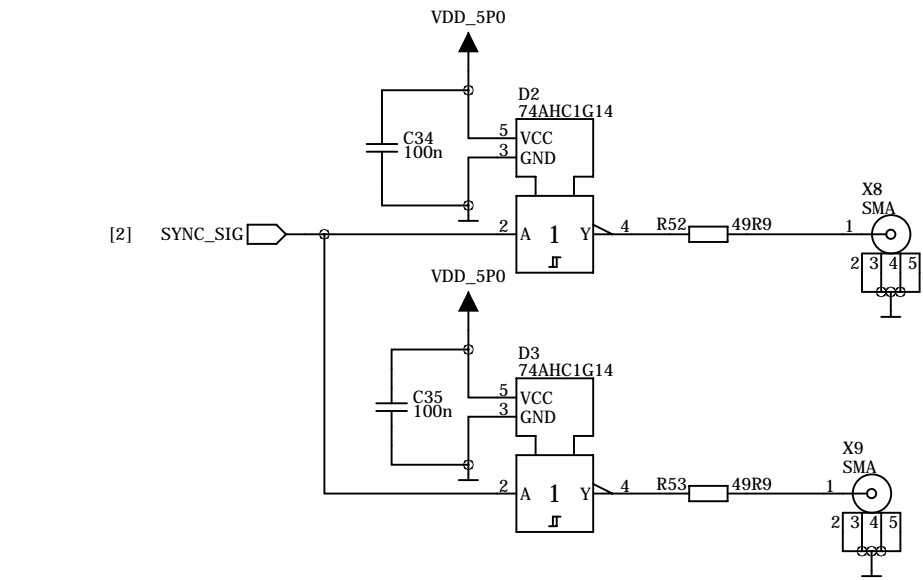 VDD_5P0
D2
74AHC1G14
C34
100n
5 VCC
3 GND
X8
SMA
[2] SYNC_SIG
2 A 1 Y 4 R52 49R9 1
2 3 4 5
VDD_5P0
D3
74AHC1G14
C35
100n
5 VCC
3 GND
X9
SMA
2 A 1 Y 4 R53 49R9 1
2 3 4 5